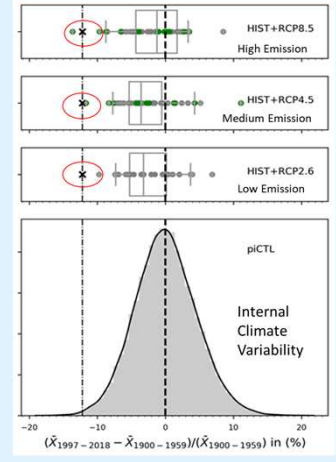 HIST+RCP8.5
High Emission
HIST+RCP4.5
Medium Emission
HIST+RCP2.6
Low Emission
piCTL
Internal
Climate
Variability
−20 −10 0 10 20
(X̄1997−2018 − X̄1900−1959)/(X̄1900−1959) in (%)